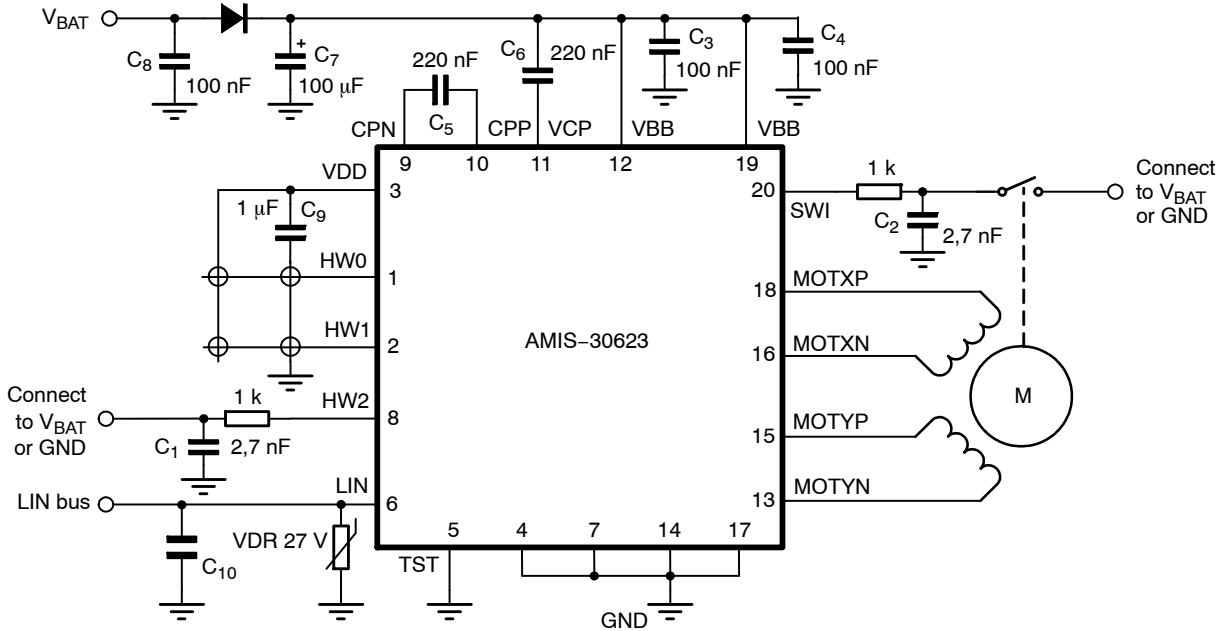 VBAT
C8
100 nF
+
C7
100 µF
220 nF
C5
C6
220 nF
C3
100 nF
C4
100 nF
CPN
CPP
VCP
VBB
VBB
9
10
11
12
19
VDD
3
1 µF
C9
HW0
1
HW1
2
Connect
to VBAT
or GND
1 k
HW2
8
C1
2,7 nF
LIN bus
LIN
6
C10
VDR 27 V
AMIS−30623
20
SWI
1 k
C2
2,7 nF
Connect
to VBAT
or GND
18
MOTXP
16
MOTXN
M
15
MOTYP
13
MOTYN
5
4
7
14
17
TST
GND